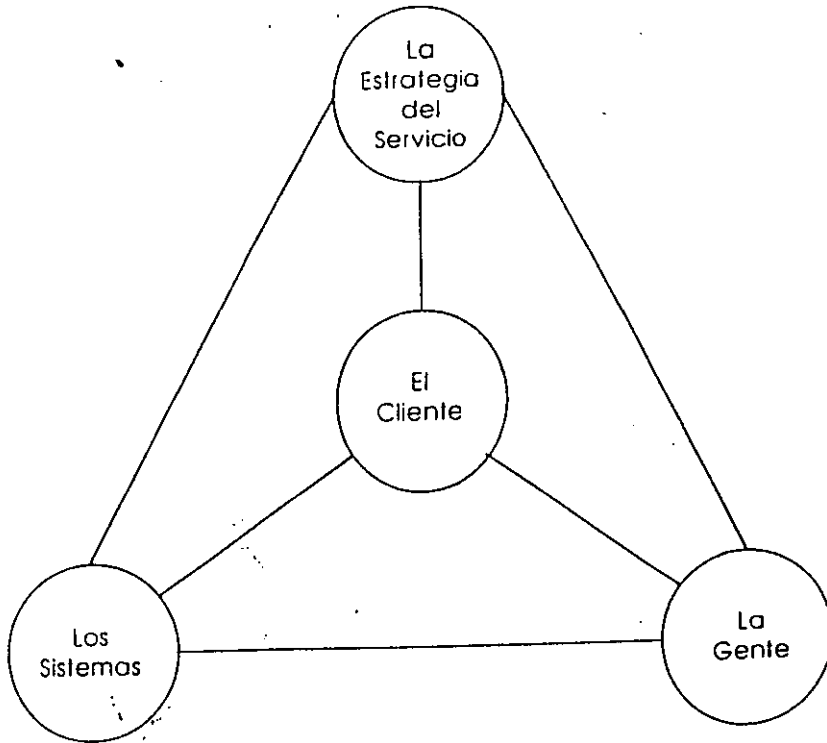 La
Estrategia
del
Servicio
El
Cliente
Los
Sistemas
La
Gente